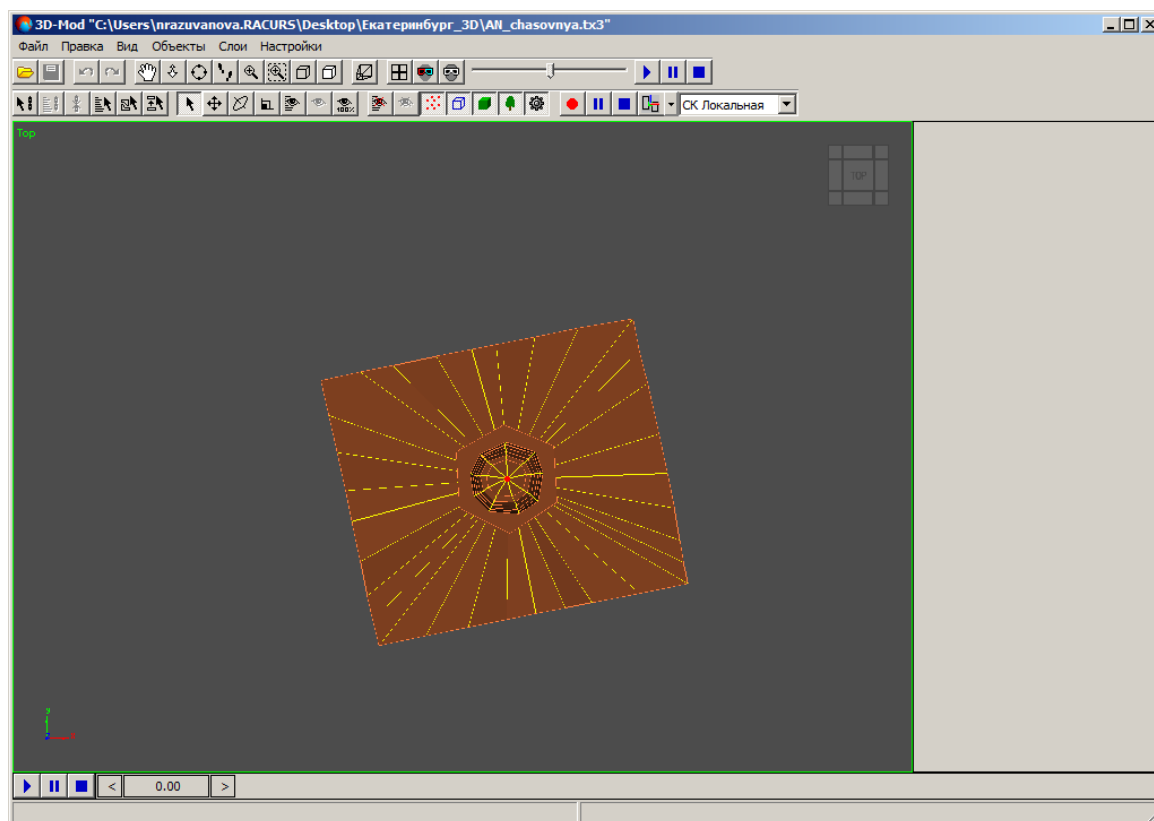 3D-Mod "C:\Users\nrazuvanova.RACURS\Desktop\Екатеринбург_3D\AN_chasovnya.tx3"
Файл Правка Вид Объекты Слои Настройки
100%
СК Локальная
Top
TOP
< 0.00 >